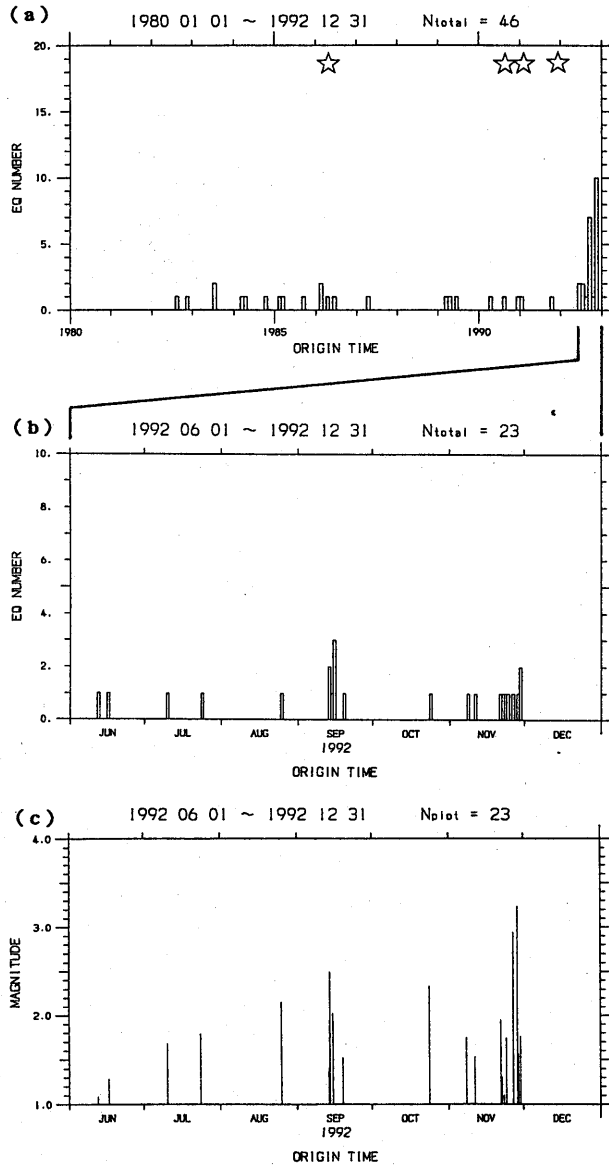 (a)
1980 01 01 ~ 1992 12 31 Ntotal = 46
20.
15.
10.
5.
0.
EQ NUMBER
1980 1985 1990
ORIGIN TIME
(b)
1992 06 01 ~ 1992 12 31 Ntotal = 23
10.
8.
6.
4.
2.
0.
EQ NUMBER
JUN JUL AUG SEP OCT NOV DEC
1992
ORIGIN TIME
(c)
1992 06 01 ~ 1992 12 31 Nplot = 23
4.0
3.0
2.0
1.0
MAGNITUDE
JUN JUL AUG SEP OCT NOV DEC
1992
ORIGIN TIME